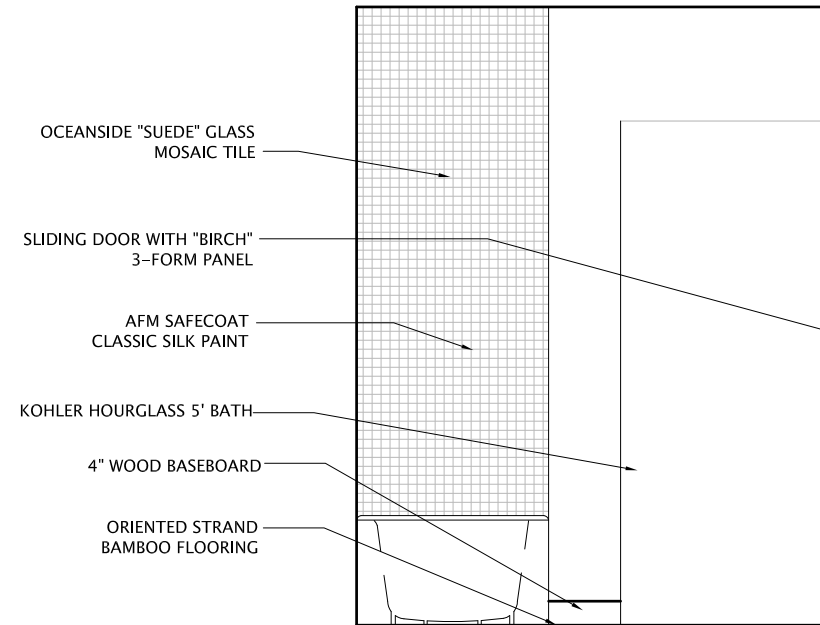 OCEANSIDE "SUEDE" GLASS
MOSAIC TILE
SLIDING DOOR WITH "BIRCH"
3-FORM PANEL
AFM SAFECOAT
CLASSIC SILK PAINT
KOHLER HOURGLASS 5' BATH
4" WOOD BASEBOARD
ORIENTED STRAND
BAMBOO FLOORING